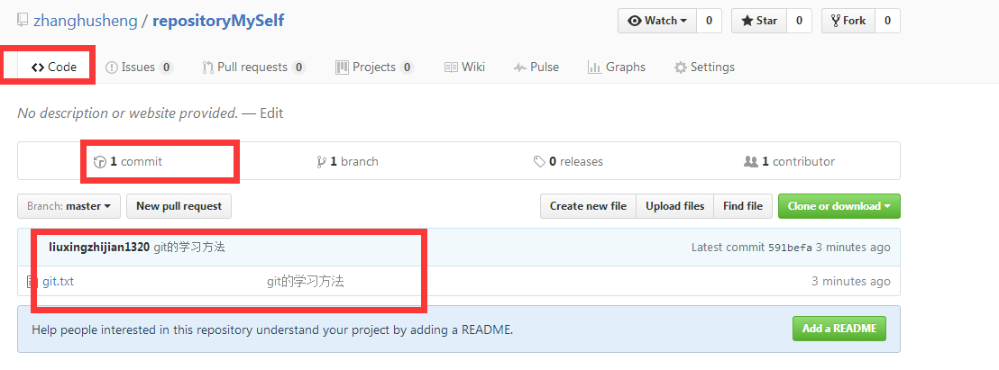 zhanghusheng / repositoryMySelf
Watch 0 Star 0 Fork 0
Code Issues 0 Pull requests 0 Projects 0 Wiki Pulse Graphs Settings
No description or website provided. — Edit
1 commit 1 branch 0 releases 1 contributor
Branch: master New pull request Create new file Upload files Find file Clone or download
liuxingzhijian1320 git的学习方法 Latest commit 591befa 3 minutes ago
git.txt git的学习方法 3 minutes ago
Help people interested in this repository understand your project by adding a README. Add a README